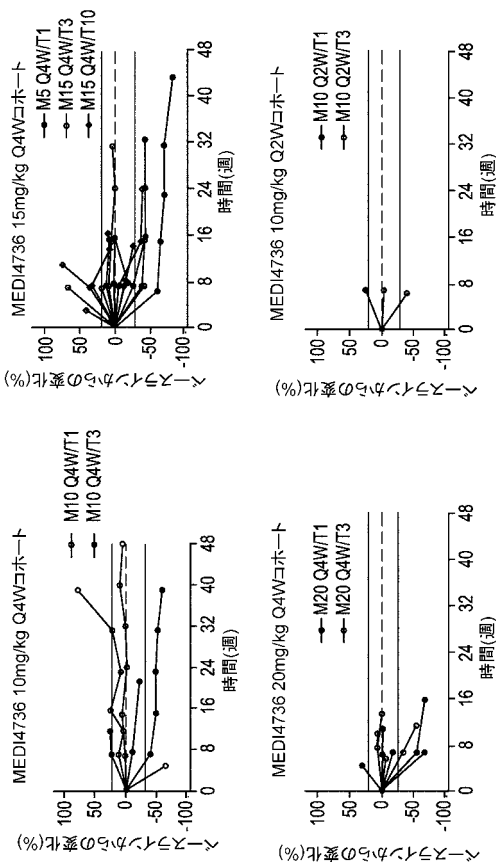 MEDI4736 10mg/kg Q4Wコホート
M10 Q4W/T1
M10 Q4W/T3
ベースラインからの変化(%)
100
50
0
-50
-100
0
8
16
24
32
40
48
時間(週)
MEDI4736 15mg/kg Q4Wコホート
M5 Q4W/T1
M15 Q4W/T3
M15 Q4W/T10
ベースラインからの変化(%)
100
50
0
-50
-100
0
8
16
24
32
40
48
時間(週)
MEDI4736 20mg/kg Q4Wコホート
M20 Q4W/T1
M20 Q4W/T3
ベースラインからの変化(%)
100
50
0
-50
-100
0
8
16
24
32
40
48
時間(週)
MEDI4736 10mg/kg Q2Wコホート
M10 Q2W/T1
M10 Q2W/T3
ベースラインからの変化(%)
100
50
0
-50
-100
0
8
16
24
32
40
48
時間(週)